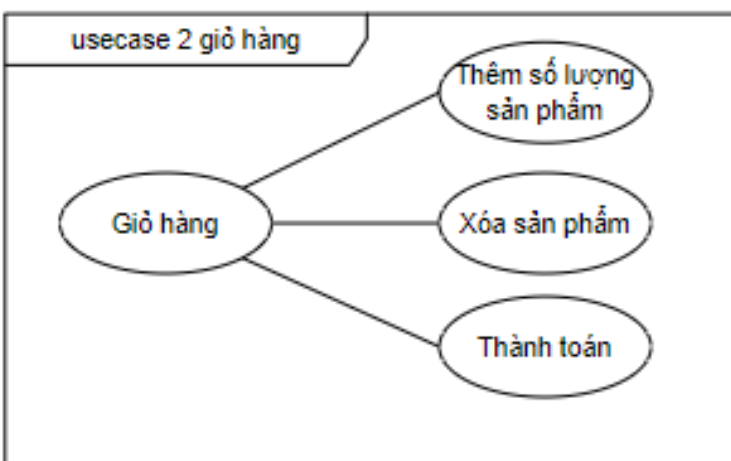 usecase 2 giỏ hàng
Thêm số lượng
sản phẩm
Giỏ hàng
Xóa sản phẩm
Thành toán